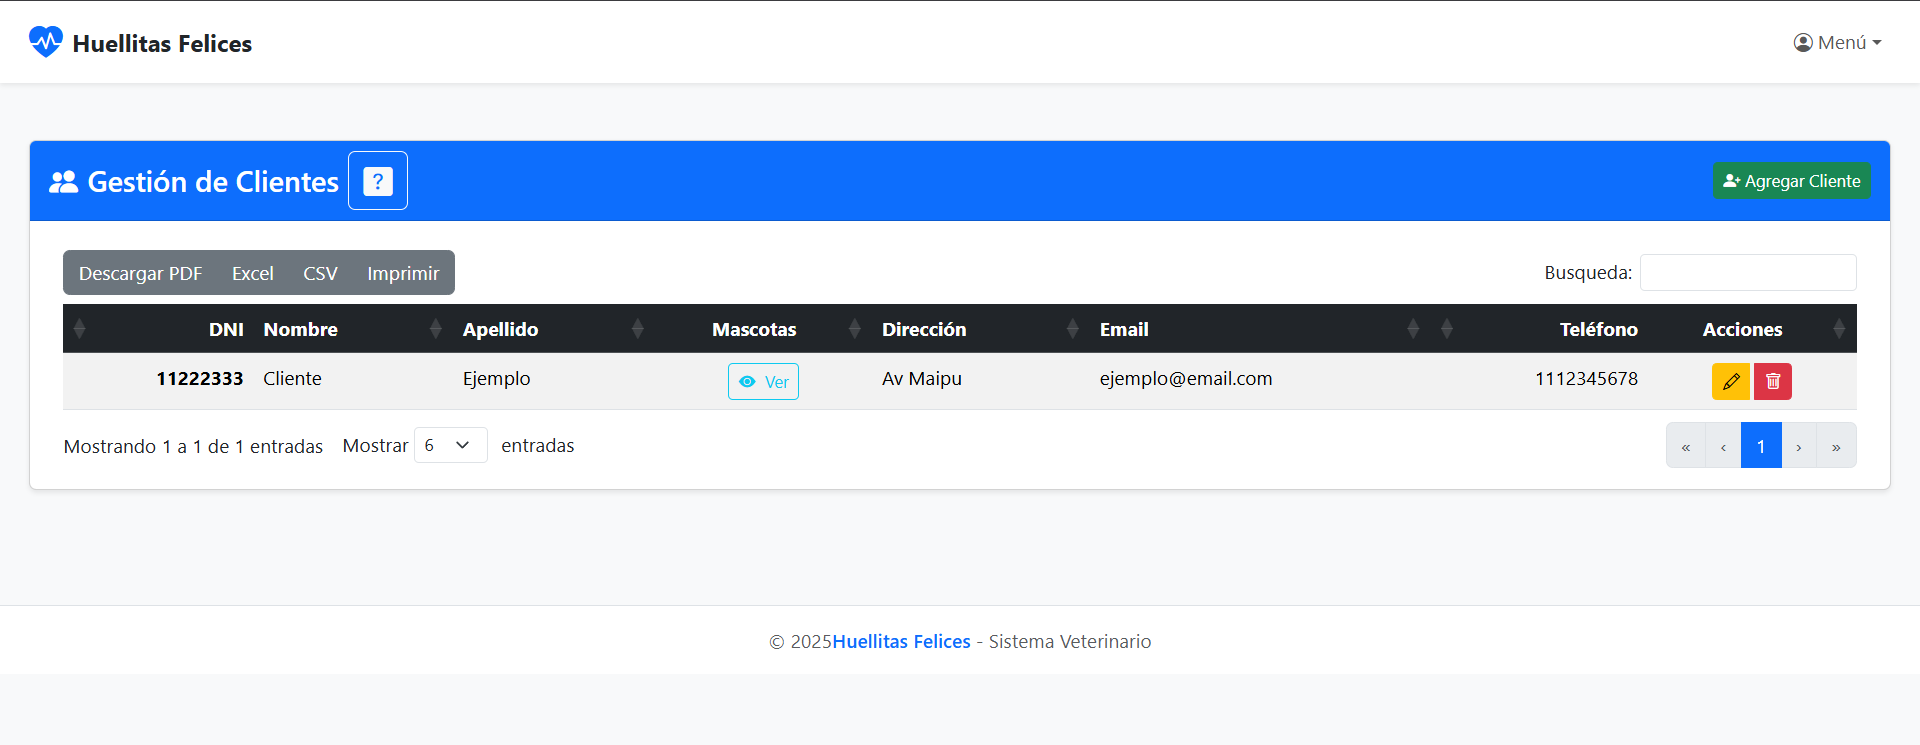 Huellitas Felices
Menú
Gestión de Clientes ?
Agregar Cliente
Descargar PDF Excel CSV Imprimir
Busqueda:
DNI Nombre Apellido Mascotas Dirección Email Teléfono Acciones
11222333 Cliente Ejemplo Ver Av Maipu ejemplo@email.com 1112345678
Mostrando 1 a 1 de 1 entradas Mostrar 6 entradas
« ‹ 1 › »
© 2025Huellitas Felices - Sistema Veterinario